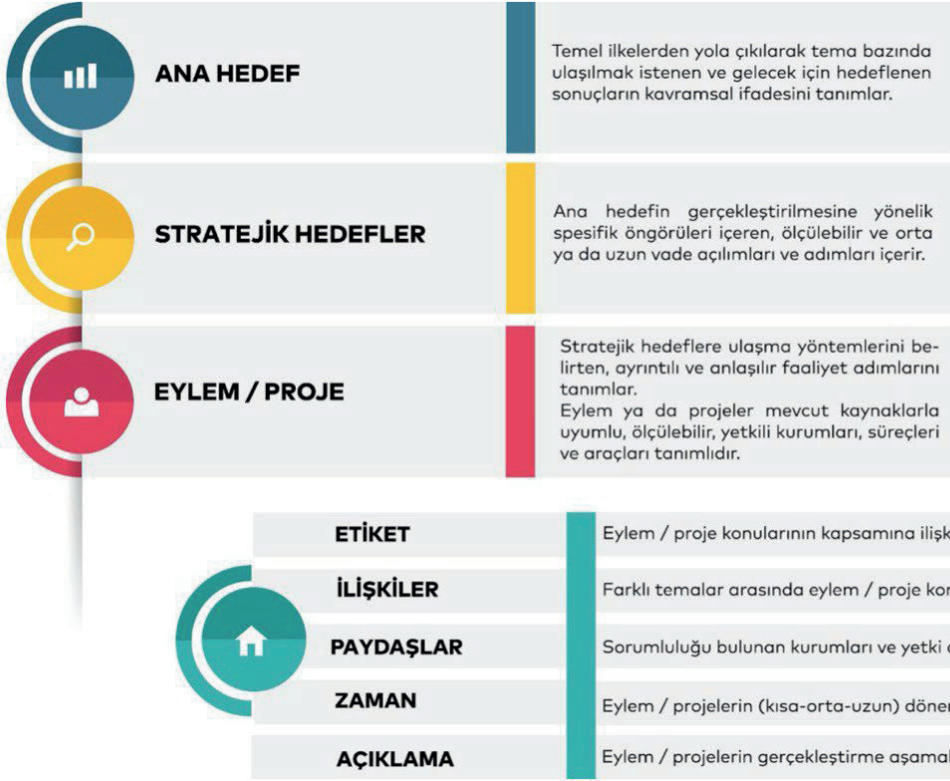 ANA HEDEF
Temel ilkelerden yola çıkılarak tema bazında
ulaşılmak istenen ve gelecek için hedeflenen
sonuçların kavramsal ifadesini tanımlar.
STRATEJİK HEDEFLER
Ana hedefin gerçekleştirilmesine yönelik
spesifik öngörüleri içeren, ölçülebilir ve orta
ya da uzun vade açılımları ve adımları içerir.
EYLEM / PROJE
Stratejik hedeflere ulaşma yöntemlerini be-
lirten, ayrıntılı ve anlaşılır faaliyet adımlarını
tanımlar.
Eylem ya da projeler mevcut kaynaklarla
uyumlu, ölçülebilir, yetkili kurumları, süreçleri
ve araçları tanımlıdır.
ETİKET
Eylem / proje konularının kapsamına
İLİŞKİLER
Farklı temalar arasında eylem / proje
PAYDAŞLAR
Sorumluluğu bulunan kurumları ve yetki
ZAMAN
Eylem / projelerin (kısa-orta-uzun)
AÇIKLAMA
Eylem / projelerin gerçekleştirme